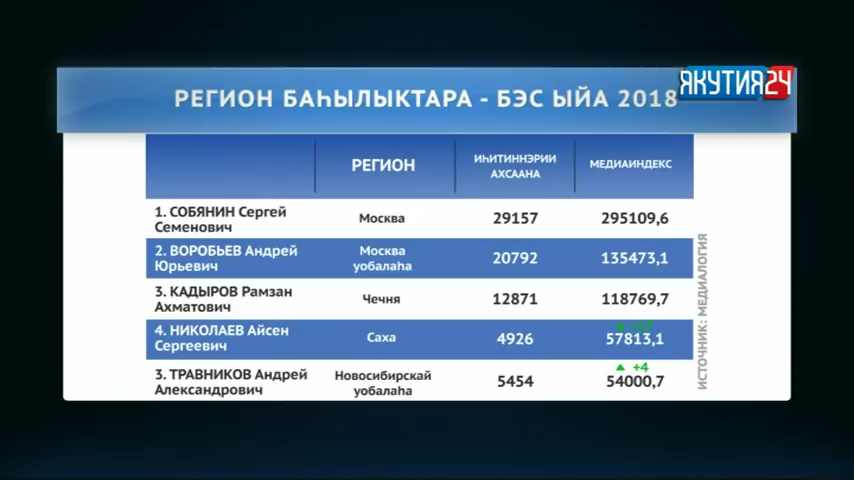 ЯКУТИЯ24
РЕГИОН БАҺЫЛЫКТАРА - БЭС ЫЙА 2018
РЕГИОН
ИҺИТИННЭРИИ
АХСААНА
МЕДИАИНДЕКС
1. СОБЯНИН Сергей
Семенович
Москва
29157
295109,6
2. ВОРОБЬЕВ Андрей
Юрьевич
Москва
уобалаһа
20792
135473,1
3. КАДЫРОВ Рамзан
Ахматович
Чечня
12871
118769,7
4. НИКОЛАЕВ Айсен
Сергеевич
Саха
4926
57813,1
3. ТРАВНИКОВ Андрей
Александрович
Новосибирскай
уобалаһа
5454
+4
54000,7
ИСТОЧНИК: МЕДИАЛОГИЯ